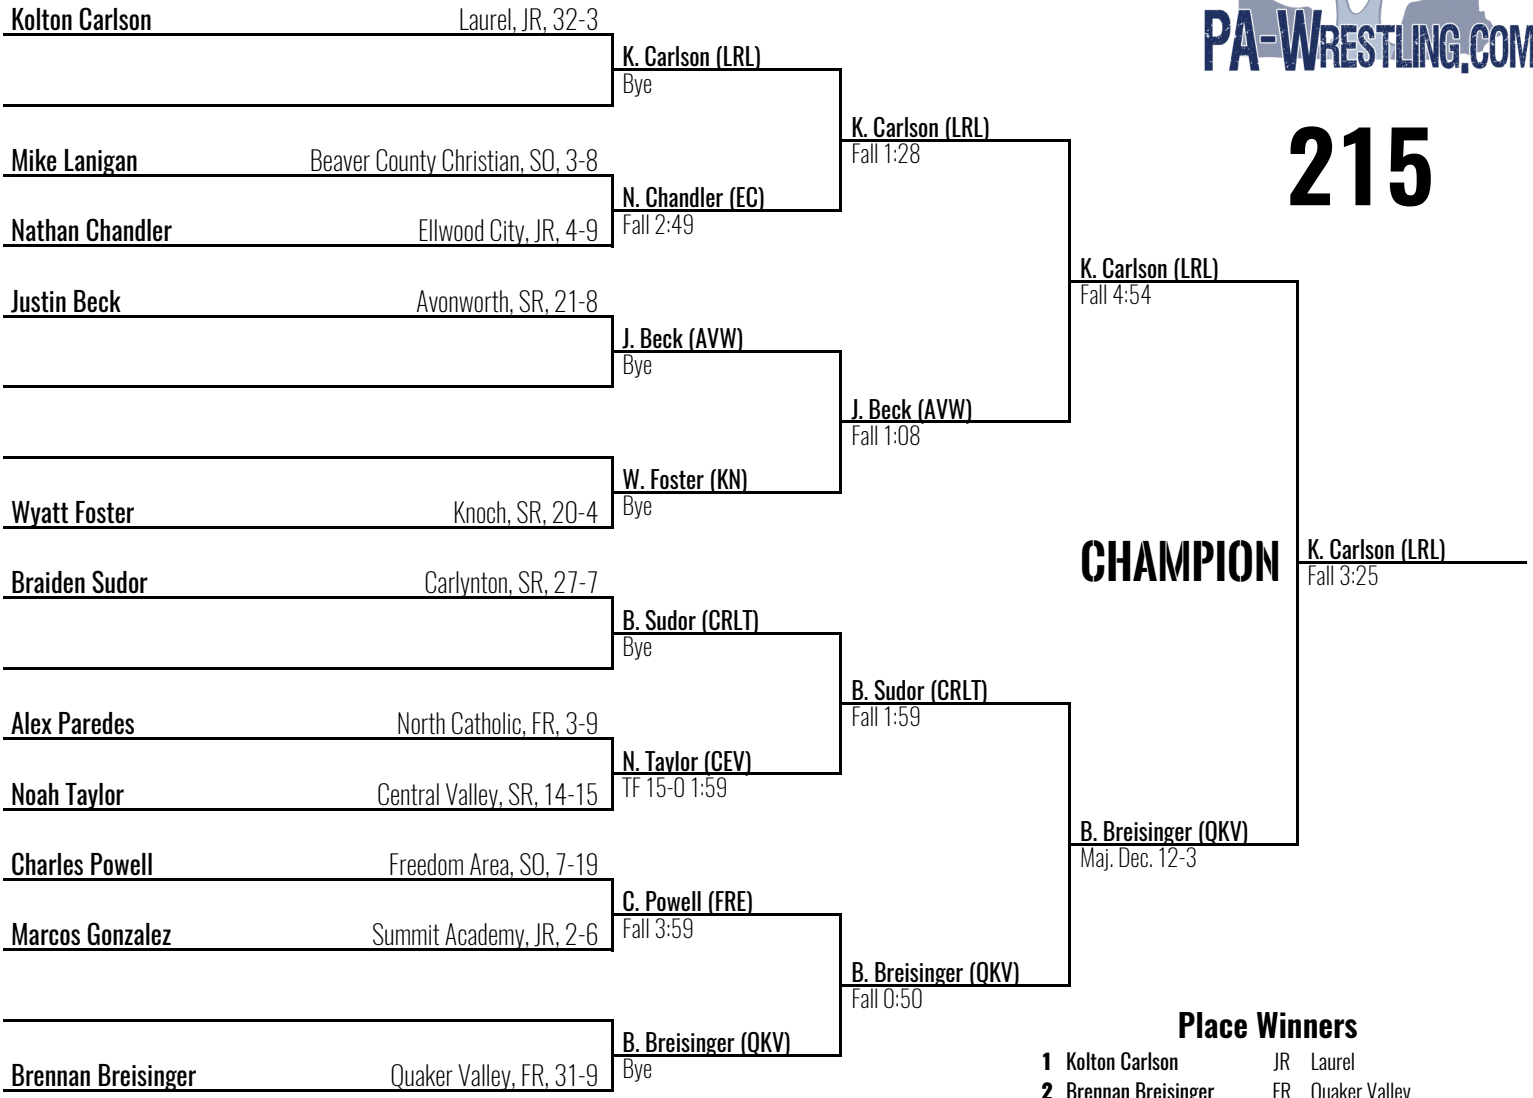 PA-WRESTLING.COM
215
Kolton Carlson Laurel, JR, 32-3
K. Carlson (LRL)
Bye
K. Carlson (LRL)
Fall 1:28
Mike Lanigan Beaver County Christian, SO, 3-8
N. Chandler (EC)
Fall 2:49
Nathan Chandler Ellwood City, JR, 4-9
K. Carlson (LRL)
Fall 4:54
Justin Beck Avonworth, SR, 21-8
J. Beck (AVW)
Bye
J. Beck (AVW)
Fall 1:08
W. Foster (KN)
Bye
Wyatt Foster Knoch, SR, 20-4
CHAMPION
K. Carlson (LRL)
Fall 3:25
Braiden Sudor Carlynton, SR, 27-7
B. Sudor (CRLT)
Bye
B. Sudor (CRLT)
Fall 1:59
Alex Paredes North Catholic, FR, 3-9
N. Taylor (CEV)
TF 15-0 1:59
Noah Taylor Central Valley, SR, 14-15
B. Breisinger (QKV)
Maj. Dec. 12-3
Charles Powell Freedom Area, SO, 7-19
C. Powell (FRE)
Fall 3:59
Marcos Gonzalez Summit Academy, JR, 2-6
B. Breisinger (QKV)
Fall 0:50
B. Breisinger (QKV)
Bye
Brennan Breisinger Quaker Valley, FR, 31-9
Place Winners
1 Kolton Carlson JR Laurel
2 Brennan Breisinger FR Quaker Valley